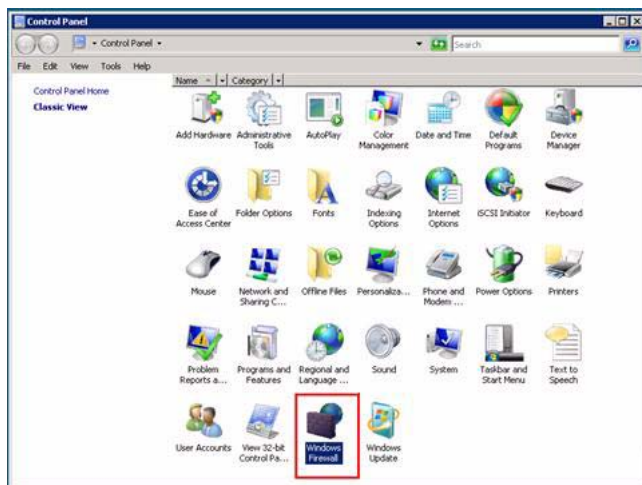 Control Panel
Control Panel
Search
File Edit View Tools Help
Control Panel Home
Classic View
Name Category
Add Hardware
Administrative Tools
AutoPlay
Color Management
Date and Time
Default Programs
Device Manager
Ease of Access Center
Folder Options
Fonts
Indexing Options
Internet Options
iSCSI Initiator
Keyboard
Mouse
Network and Sharing C...
Offline Files
Personaliza...
Phone and Modem ...
Power Options
Printers
Problem Reports a...
Programs and Features
Regional and Language ...
Sound
System
Taskbar and Start Menu
Text to Speech
User Accounts
View 32-bit Control Pa...
Windows Firewall
Windows Update